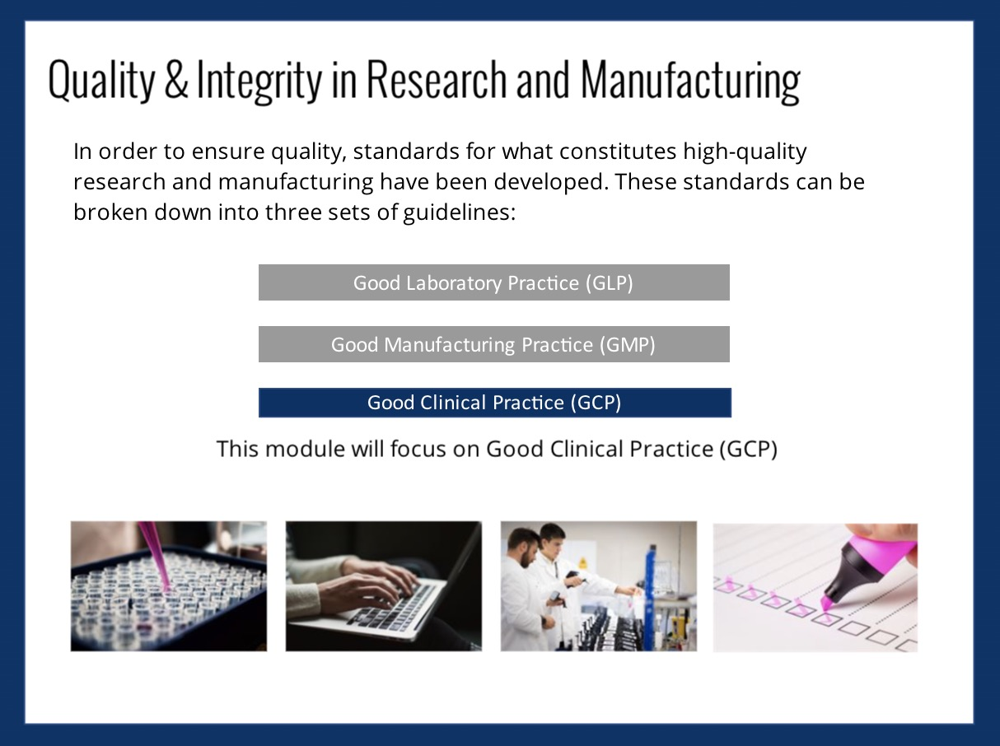 Quality & Integrity in Research and Manufacturing
In order to ensure quality, standards for what constitutes high-quality
research and manufacturing have been developed. These standards can be
broken down into three sets of guidelines:
Good Laboratory Practice (GLP)
Good Manufacturing Practice (GMP)
Good Clinical Practice (GCP)
This module will focus on Good Clinical Practice (GCP)